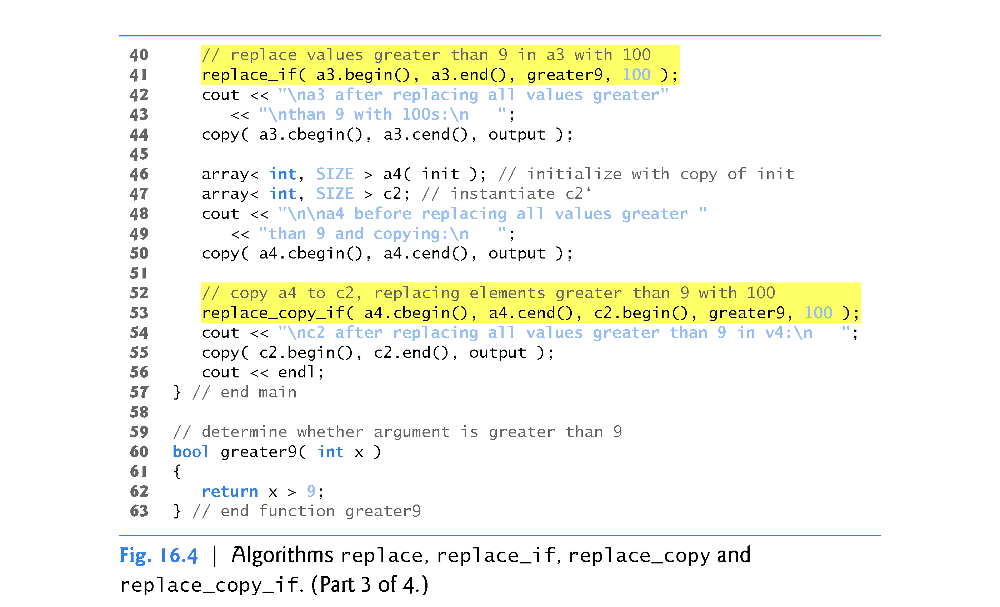 40 // replace values greater than 9 in a3 with 100
41 replace_if( a3.begin(), a3.end(), greater9, 100 );
42 cout << "\na3 after replacing all values greater"
43 << "\nthan 9 with 100s:\n   ";
44 copy( a3.cbegin(), a3.cend(), output );
45
46 array< int, SIZE > a4( init ); // initialize with copy of init
47 array< int, SIZE > c2; // instantiate c2‘
48 cout << "\n\na4 before replacing all values greater "
49 << "than 9 and copying:\n   ";
50 copy( a4.cbegin(), a4.cend(), output );
51
52 // copy a4 to c2, replacing elements greater than 9 with 100
53 replace_copy_if( a4.cbegin(), a4.cend(), c2.begin(), greater9, 100 );
54 cout << "\nc2 after replacing all values greater than 9 in v4:\n   ";
55 copy( c2.begin(), c2.end(), output );
56 cout << endl;
57 } // end main
58
59 // determine whether argument is greater than 9
60 bool greater9( int x )
61 {
62 return x > 9;
63 } // end function greater9
Fig. 16.4 | Algorithms replace, replace_if, replace_copy and
replace_copy_if. (Part 3 of 4.)